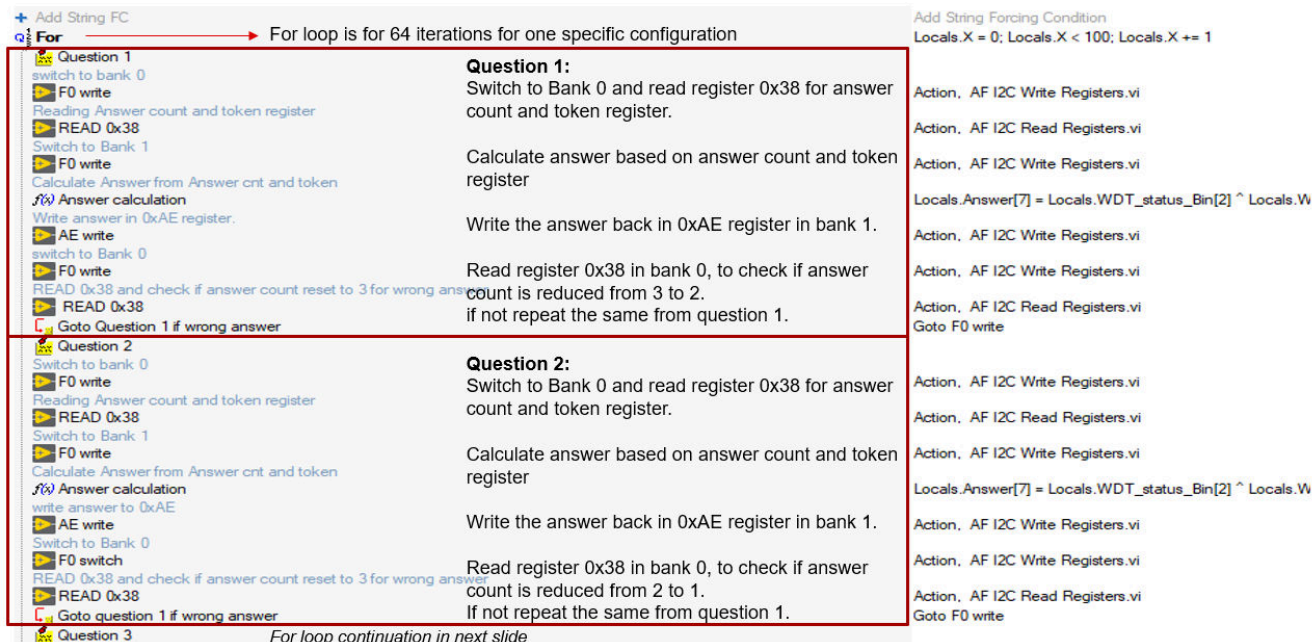 Add String FC
Add String Forcing Condition
For
For loop is for 64 iterations for one specific configuration
Locals.X = 0; Locals.X < 100; Locals.X += 1
Question 1
switch to bank 0
F0 write
Reading Answer count and token register
READ 0x38
Switch to Bank 1
F0 write
Calculate Answer from Answer cnt and token
f(x) Answer calculation
Write answer in 0xAE register.
AE write
switch to Bank 0
F0 write
READ 0x38 and check if answer count reset to 3 for wrong answer
READ 0x38
Goto Question 1 if wrong answer
Question 1:
Switch to Bank 0 and read register 0x38 for answer
count and token register.
Calculate answer based on answer count and token
register
Write the answer back in 0xAE register in bank 1.
Read register 0x38 in bank 0, to check if answer
count is reduced from 3 to 2.
if not repeat the same from question 1.
Action, AF I2C Write Registers.vi
Action, AF I2C Read Registers.vi
Action, AF I2C Write Registers.vi
Locals.Answer[7] = Locals.WDT_status_Bin[2] ^ Locals.W
Action, AF I2C Write Registers.vi
Action, AF I2C Write Registers.vi
Action, AF I2C Read Registers.vi
Goto F0 write
Question 2
Switch to bank 0
F0 write
Reading Answer count and token register
READ 0x38
Switch to Bank 1
F0 write
Calculate Answer from Answer cnt and token
f(x) Answer calculation
write answer to 0xAE
AE write
Switch to Bank 0
F0 switch
READ 0x38 and check if answer count reset to 3 for wrong answer
READ 0x38
Goto question 1 if wrong answer
Question 2:
Switch to Bank 0 and read register 0x38 for answer
count and token register.
Calculate answer based on answer count and token
register
Write the answer back in 0xAE register in bank 1.
Read register 0x38 in bank 0, to check if answer
count is reduced from 2 to 1.
If not repeat the same from question 1.
Action, AF I2C Write Registers.vi
Action, AF I2C Read Registers.vi
Action, AF I2C Write Registers.vi
Locals.Answer[7] = Locals.WDT_status_Bin[2] ^ Locals.W
Action, AF I2C Write Registers.vi
Action, AF I2C Write Registers.vi
Action, AF I2C Read Registers.vi
Goto F0 write
Question 3
For loop continuation in next slide